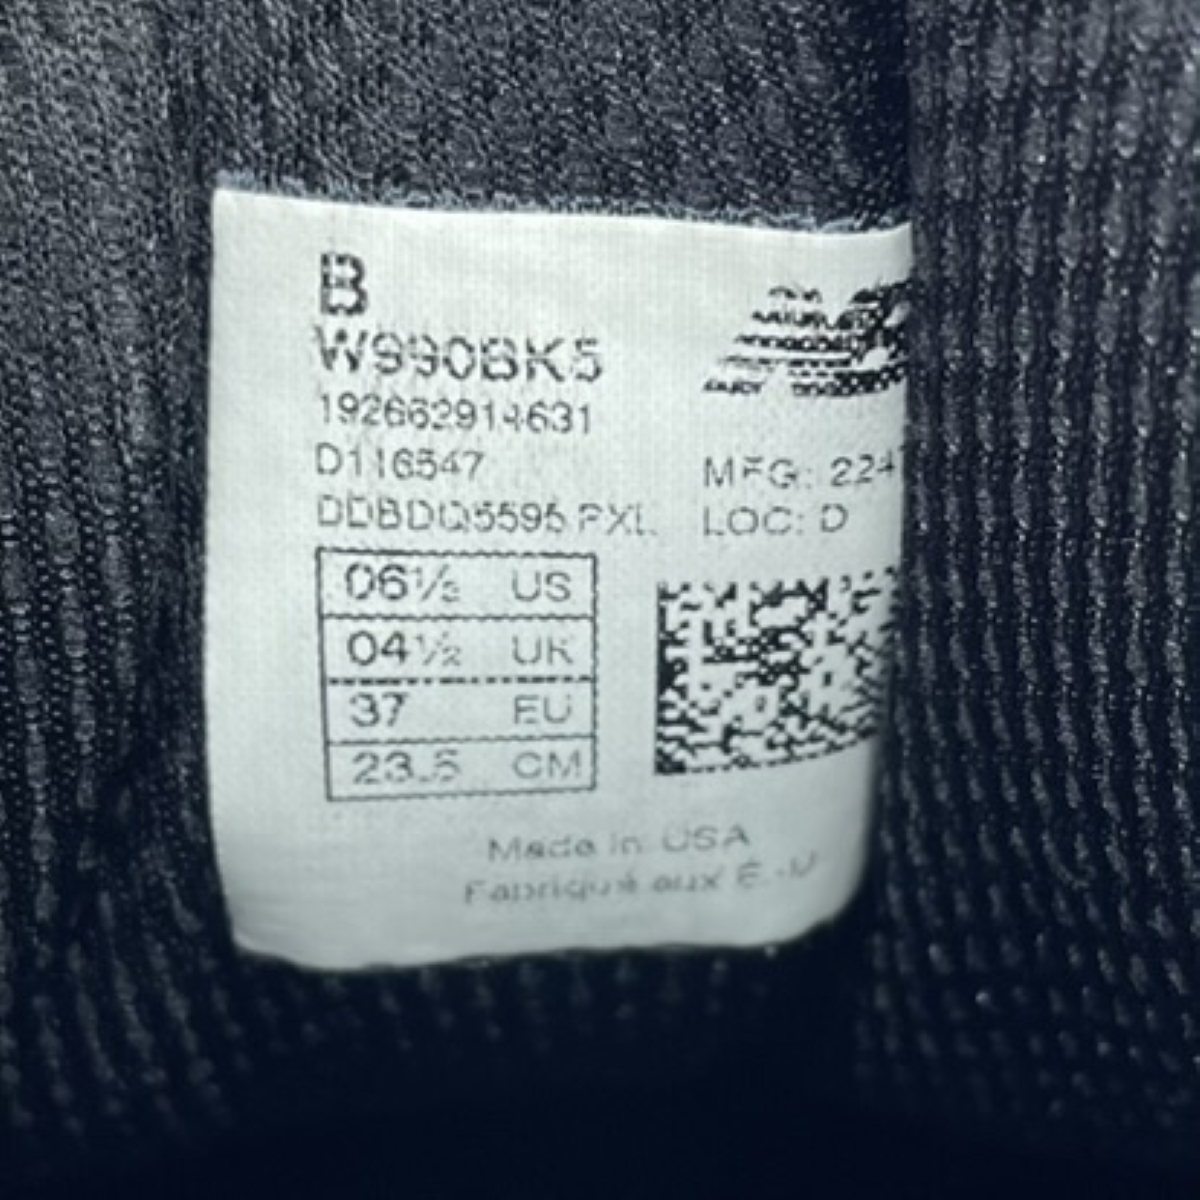 B
W990BK5
192662914631
D116547
DDBDQ5595 PXL
MFG: 224
LOC: D
06½ US
04½ UK
37 EU
23.5 CM
Made in USA
Fabriqué aux É.-U